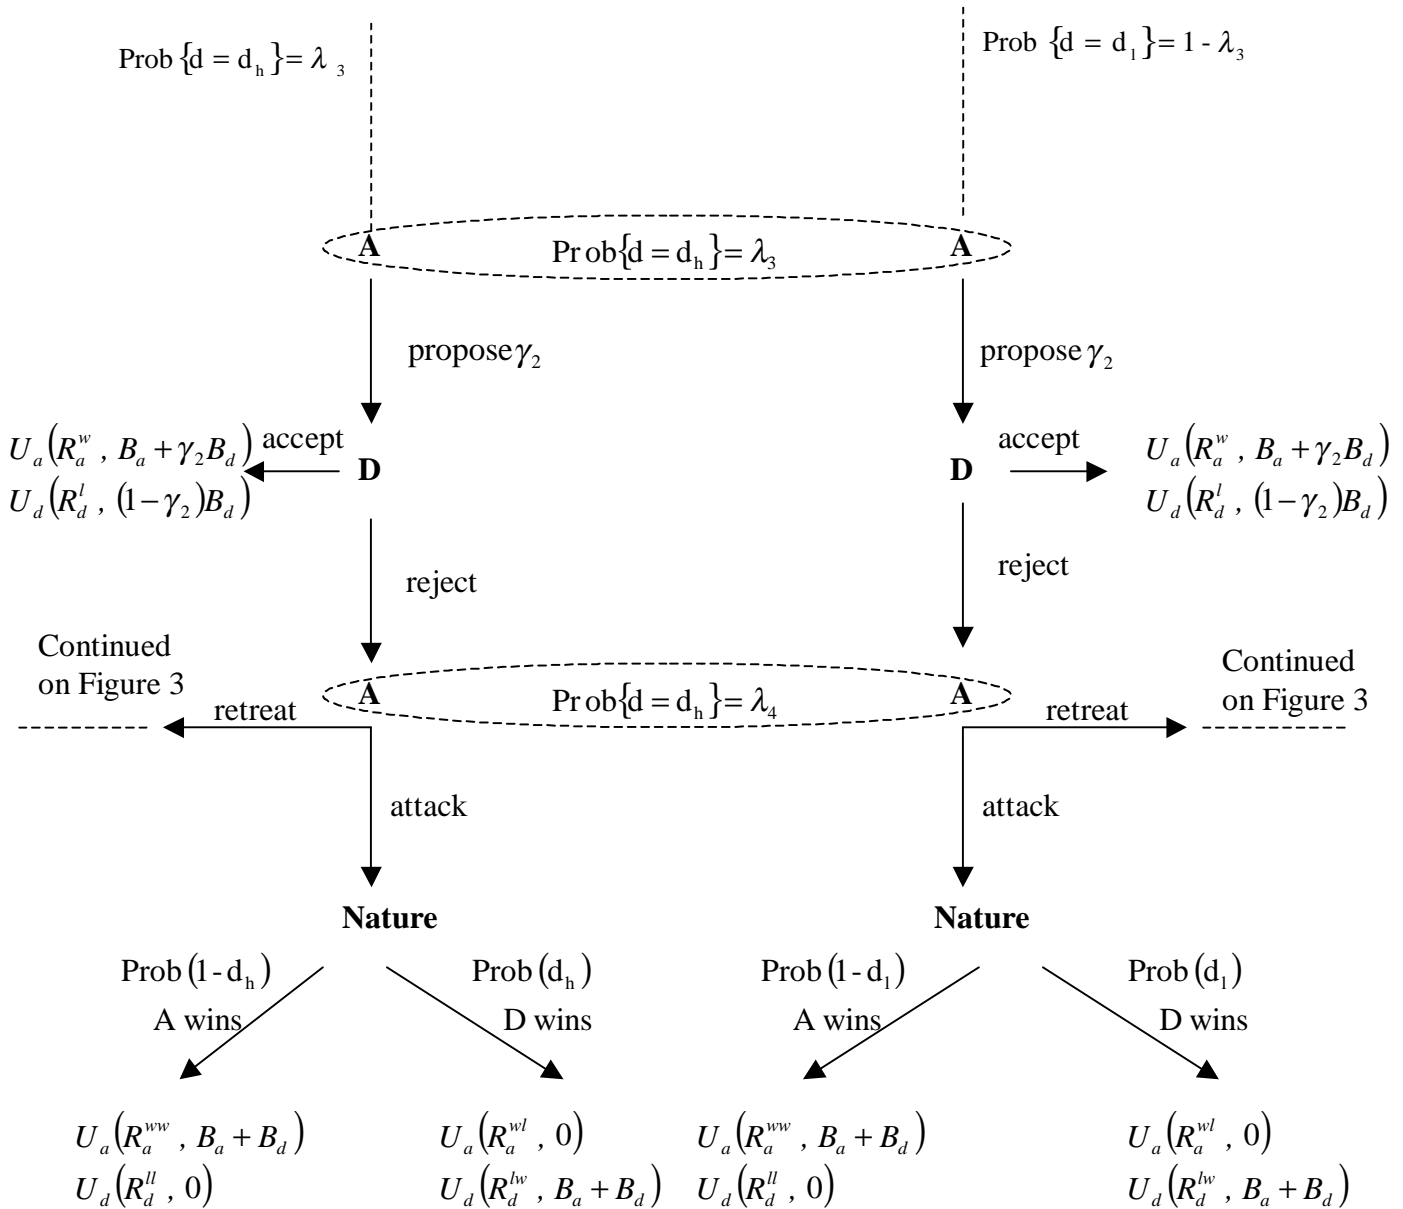 Prob {d = d_h} = λ_3
Prob {d = d_l} = 1 - λ_3
A
Prob{d = d_h} = λ_3
A
propose γ_2
propose γ_2
U_a(R_a^w , B_a + γ_2 B_d)
U_d(R_d^l , (1 − γ_2)B_d)
accept
D
D
accept
U_a(R_a^w , B_a + γ_2 B_d)
U_d(R_d^l , (1 − γ_2)B_d)
reject
reject
Continued
on Figure 3
Continued
on Figure 3
retreat
A
Prob{d = d_h} = λ_4
A
retreat
attack
attack
Nature
Nature
Prob (1 - d_h)
A wins
Prob (d_h)
D wins
Prob (1 - d_l)
A wins
Prob (d_l)
D wins
U_a(R_a^{ww} , B_a + B_d)
U_d(R_d^{ll} , 0)
U_a(R_a^{wl} , 0)
U_d(R_d^{lw} , B_a + B_d)
U_a(R_a^{ww} , B_a + B_d)
U_d(R_d^{ll} , 0)
U_a(R_a^{wl} , 0)
U_d(R_d^{lw} , B_a + B_d)